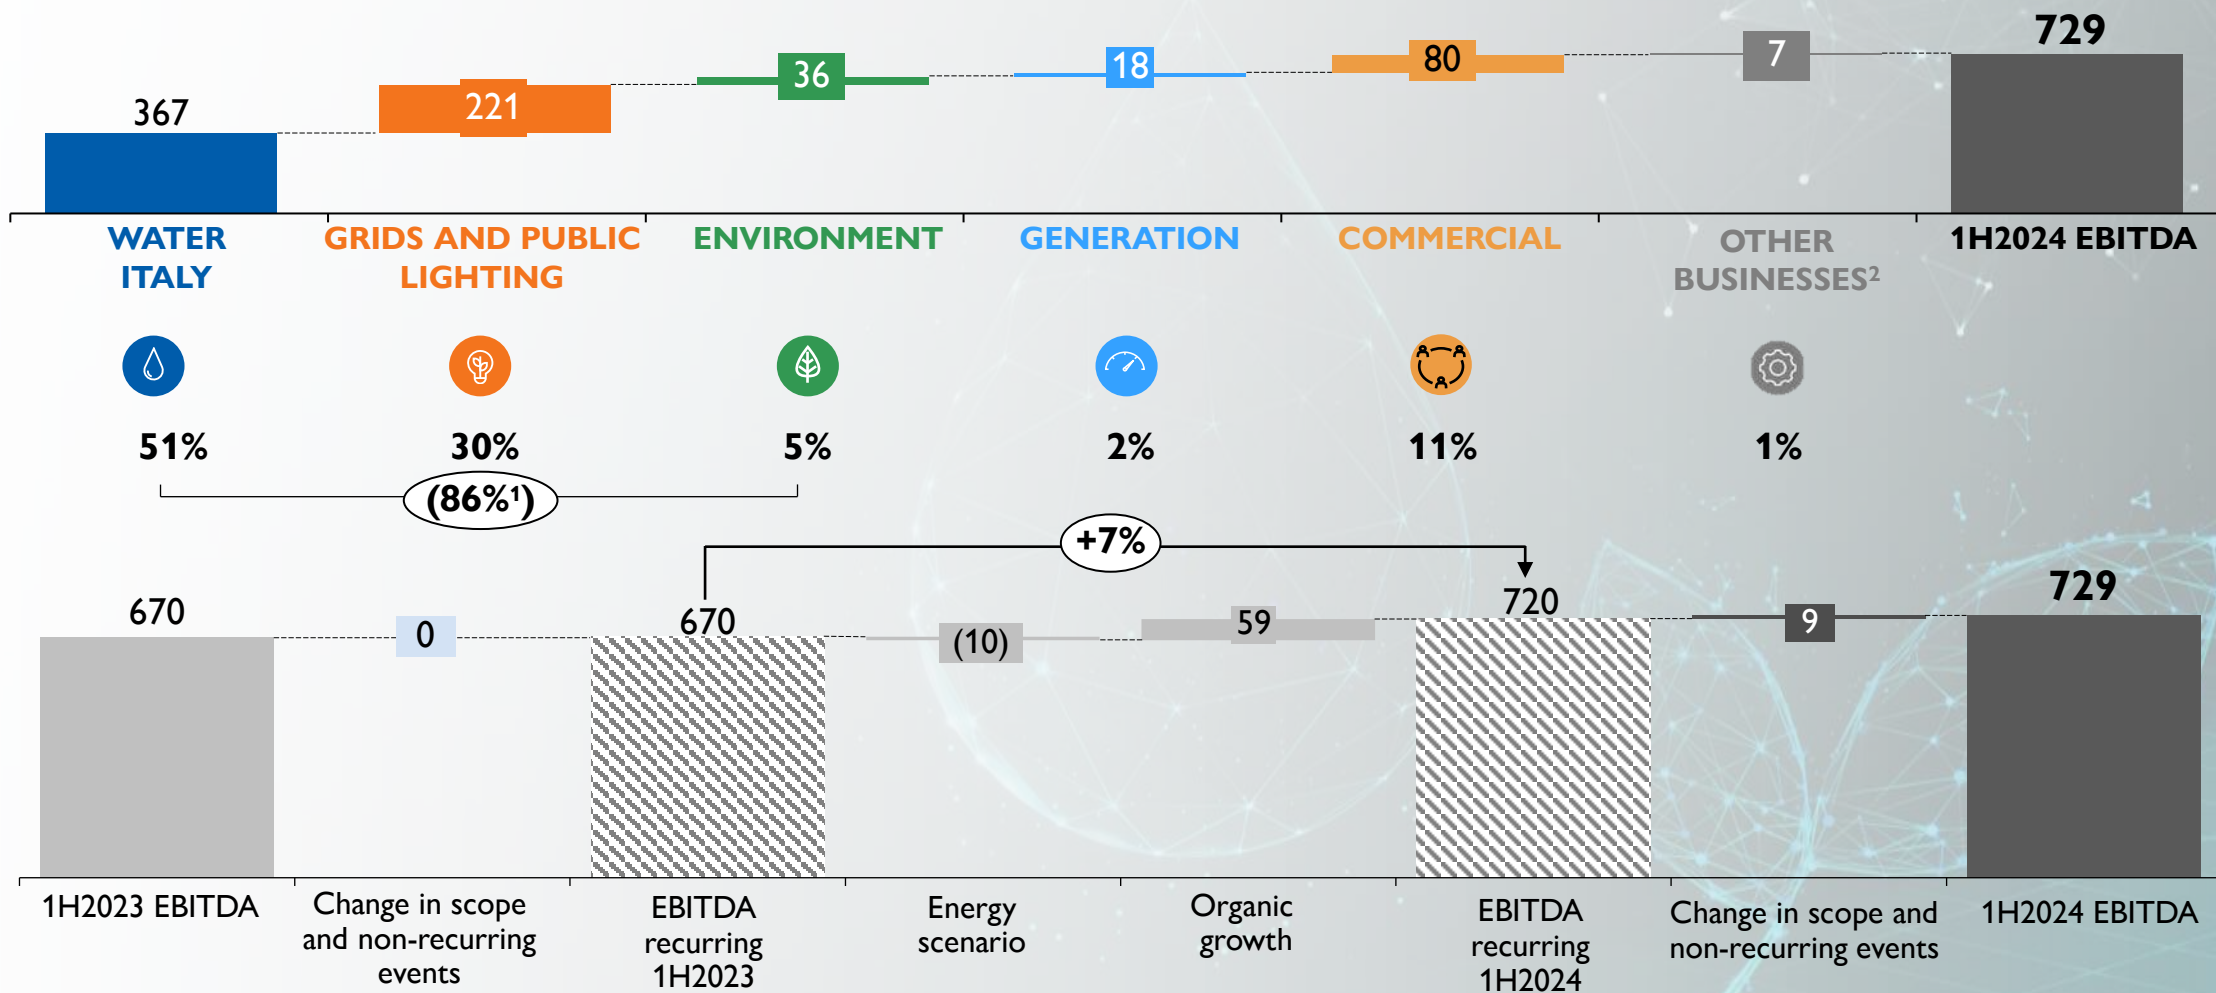 367
221
36
18
80
7
729
WATER
ITALY
GRIDS AND PUBLIC
LIGHTING
ENVIRONMENT
GENERATION
COMMERCIAL
OTHER
BUSINESSES²
1H2024 EBITDA
51%
30%
5%
2%
11%
1%
(86%¹)
+7%
670
0
670
(10)
59
720
9
729
1H2023 EBITDA
Change in scope
and non-recurring
events
EBITDA
recurring
1H2023
Energy
scenario
Organic
growth
EBITDA
recurring
1H2024
Change in scope and
non-recurring events
1H2024 EBITDA